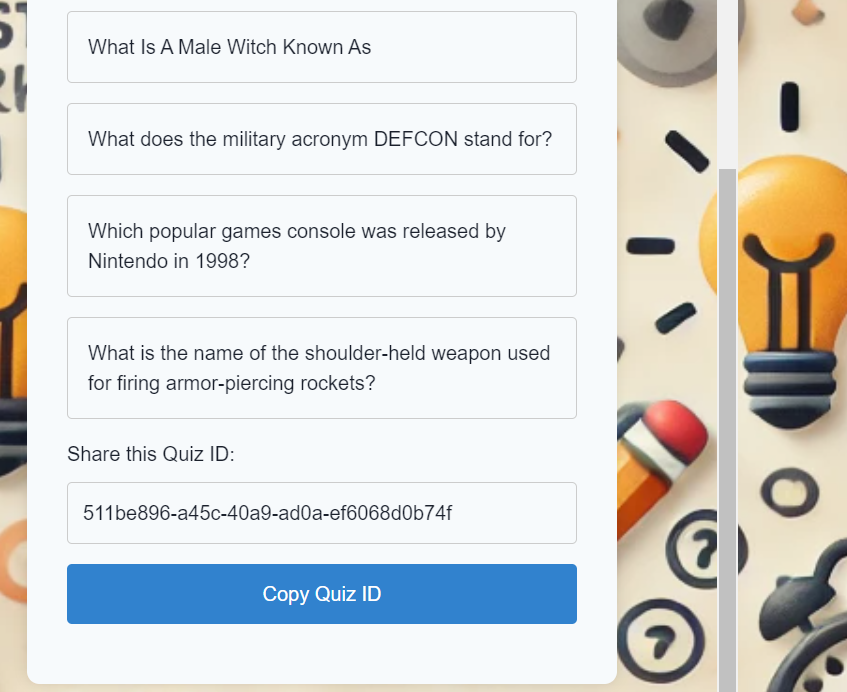 What Is A Male Witch Known As
What does the military acronym DEFCON stand for?
Which popular games console was released by
Nintendo in 1998?
What is the name of the shoulder-held weapon used
for firing armor-piercing rockets?
Share this Quiz ID:
511be896-a45c-40a9-ad0a-ef6068d0b74f
Copy Quiz ID